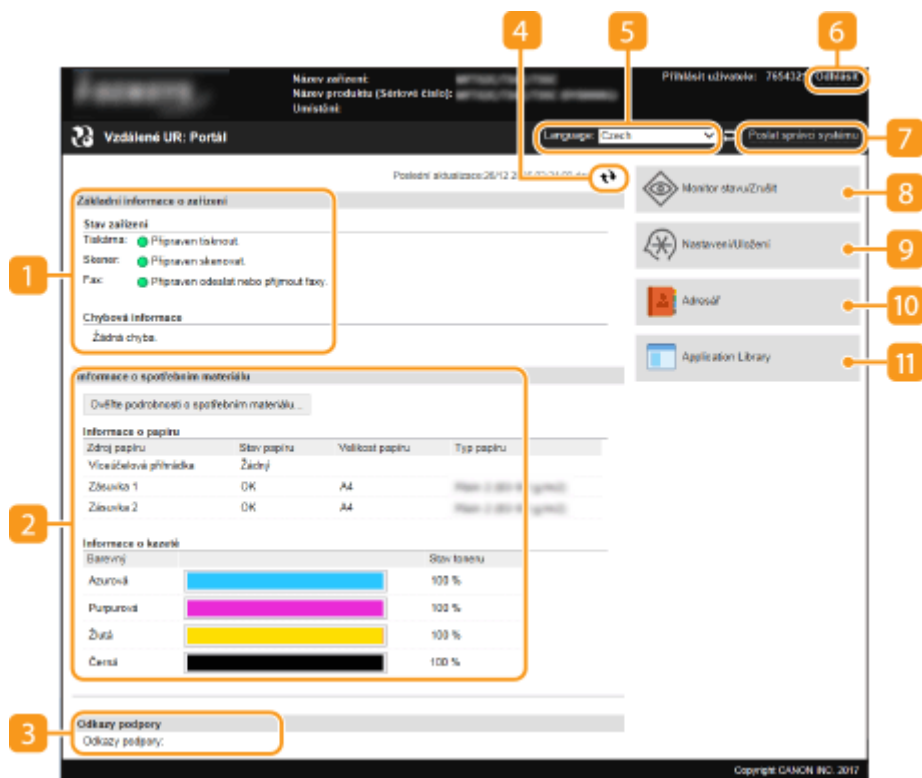 4
5
6
Název zařízení:
Název produktu (Sériové číslo):
Umístění:
Přihlásit uživatele: 765432
Odhlásit
Vzdálené UR: Portál
Language: Czech
Poslat správci systému
7
Poslední aktualizace:
Základní informace o zařízení
Monitor stavu/Zrušit
8
Stav zařízení
Tiskárna: Připraven tisknout.
Skener: Připraven skenovat.
Fax: Připraven odeslat nebo přijmout faxy.
1
Nastavení/Uložení
9
Adresář
10
Chybová informace
Žádná chyba.
Application Library
11
Informace o spotřebním materiálu
Ověřte podrobnosti o spotřebním materiálu...
Informace o papíru
Zdroj papíru Stav papíru Velikost papíru Typ papíru
Víceúčelová přihrádka Žádný
Zásuvka 1 OK A4
Zásuvka 2 OK A4
2
Informace o kazetě
Barevný Stav toneru
Azurová 100 %
Purpurová 100 %
Žlutá 100 %
Černá 100 %
3
Odkazy podpory
Odkazy podpory:
Copyright CANON INC. 2017